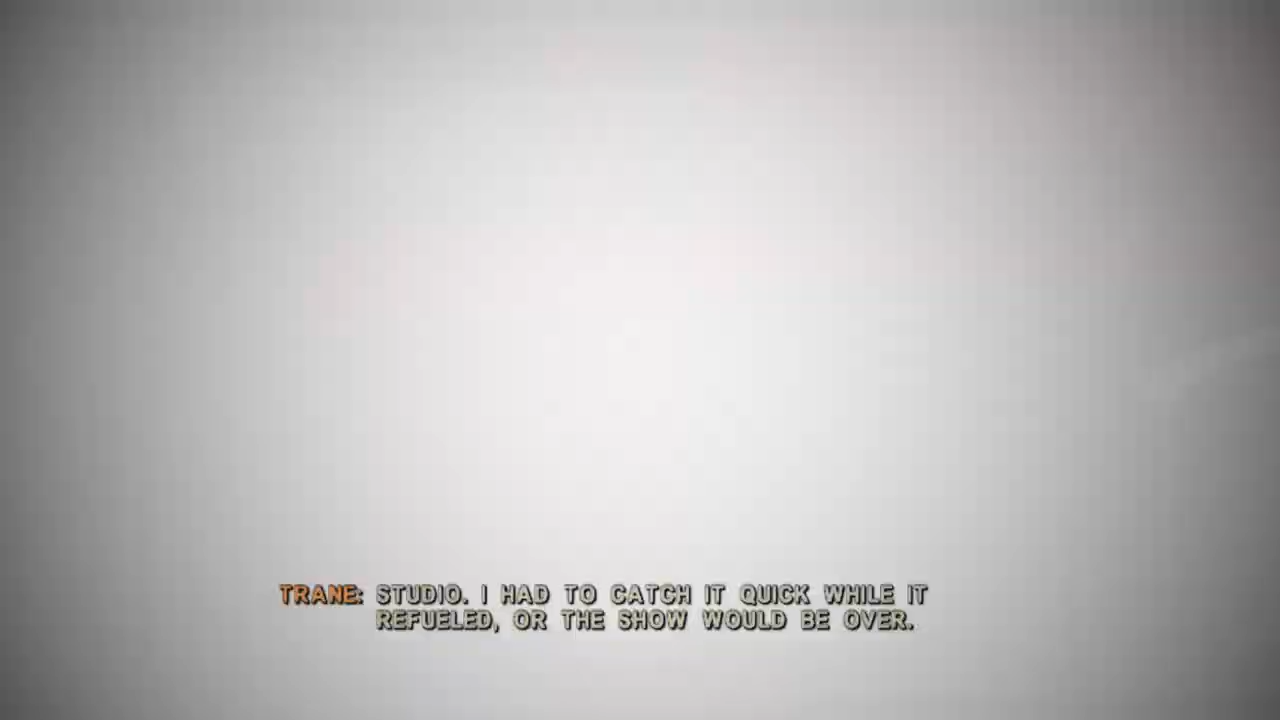 TRANE: STUDIO. I HAD TO CATCH IT QUICK WHILE IT
REFUELED, OR THE SHOW WOULD BE OVER.